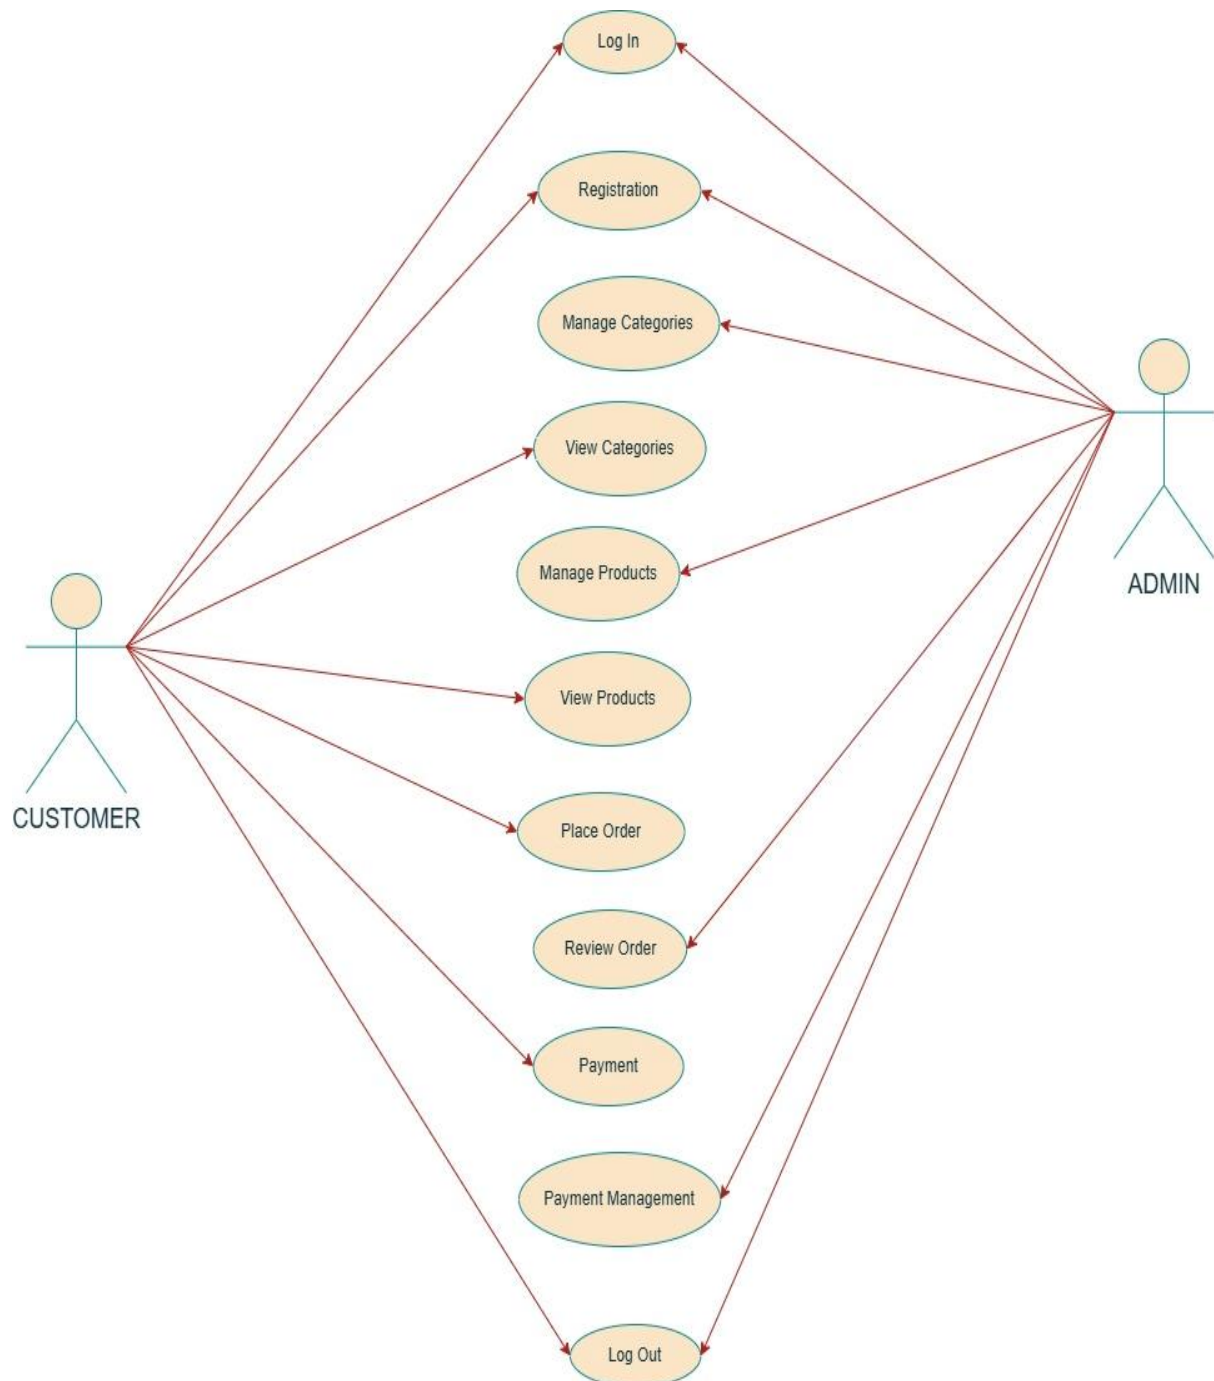 Log In
Registration
Manage Categories
View Categories
Manage Products
ADMIN
View Products
CUSTOMER
Place Order
Review Order
Payment
Payment Management
Log Out